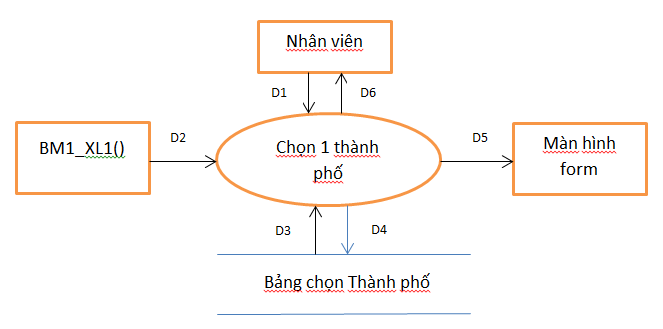 Nhân viên
D1
D6
BM1_XL1()
D2
Chọn 1 thành
phố
D5
Màn hình
form
D3
D4
Bảng chọn Thành phố